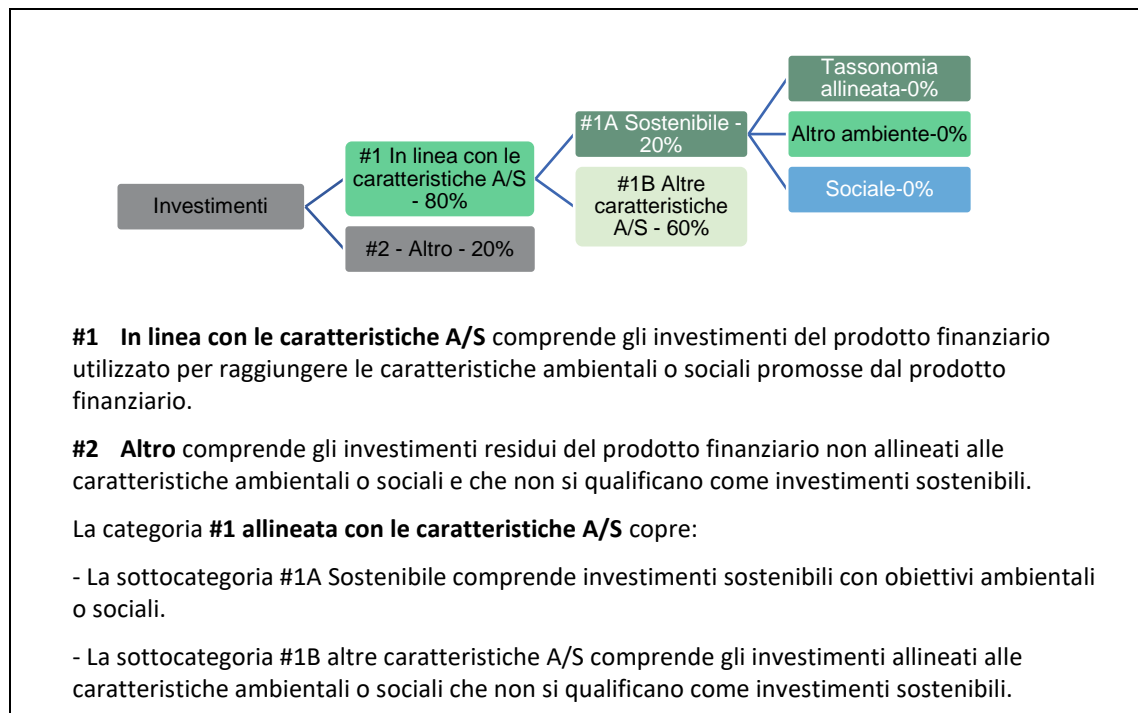 Investimenti
#1 In linea con le
caratteristiche A/S
- 80%
#2 - Altro - 20%
#1A Sostenibile -
20%
#1B Altre
caratteristiche
A/S - 60%
Tassonomia
allineata-0%
Altro ambiente-0%
Sociale-0%
#1 In linea con le caratteristiche A/S comprende gli investimenti del prodotto finanziario
utilizzato per raggiungere le caratteristiche ambientali o sociali promosse dal prodotto
finanziario.
#2 Altro comprende gli investimenti residui del prodotto finanziario non allineati alle
caratteristiche ambientali o sociali e che non si qualificano come investimenti sostenibili.
La categoria #1 allineata con le caratteristiche A/S copre:
- La sottocategoria #1A Sostenibile comprende investimenti sostenibili con obiettivi ambientali
o sociali.
- La sottocategoria #1B altre caratteristiche A/S comprende gli investimenti allineati alle
caratteristiche ambientali o sociali che non si qualificano come investimenti sostenibili.